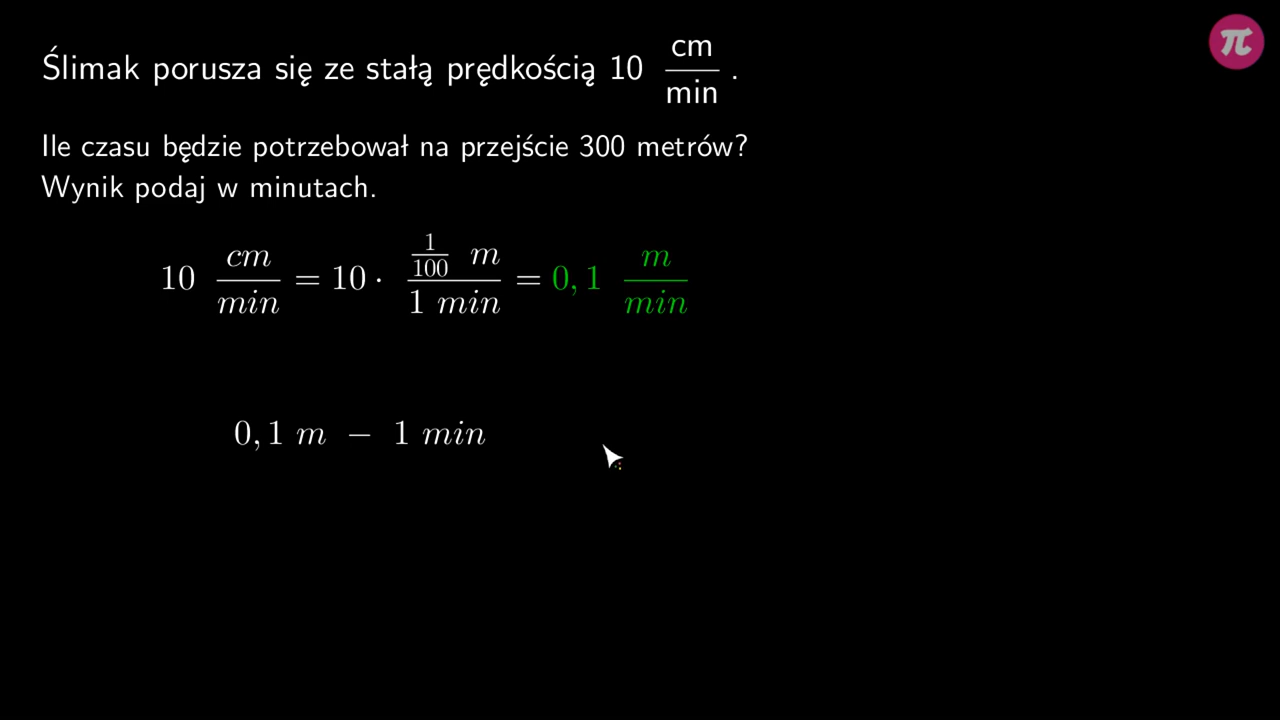 Ślimak porusza się ze stałą prędkością 10 cm/min .
Ile czasu będzie potrzebował na przejście 300 metrów?
Wynik podaj w minutach.
10 cm/min = 10 · (1/100 m)/(1 min) = 0,1 m/min
0,1 m − 1 min
π